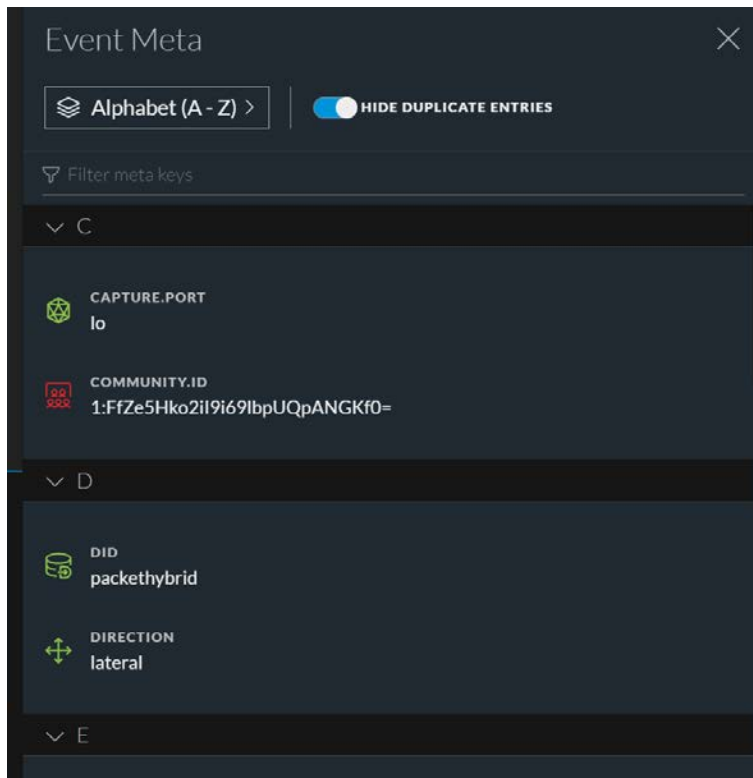 Event Meta
Alphabet (A - Z) >
HIDE DUPLICATE ENTRIES
Filter meta keys
C
CAPTURE.PORT
lo
COMMUNITY.ID
1:FfZe5Hko2iI9i69IbpUQpANGKf0=
D
DID
packethybrid
DIRECTION
lateral
E